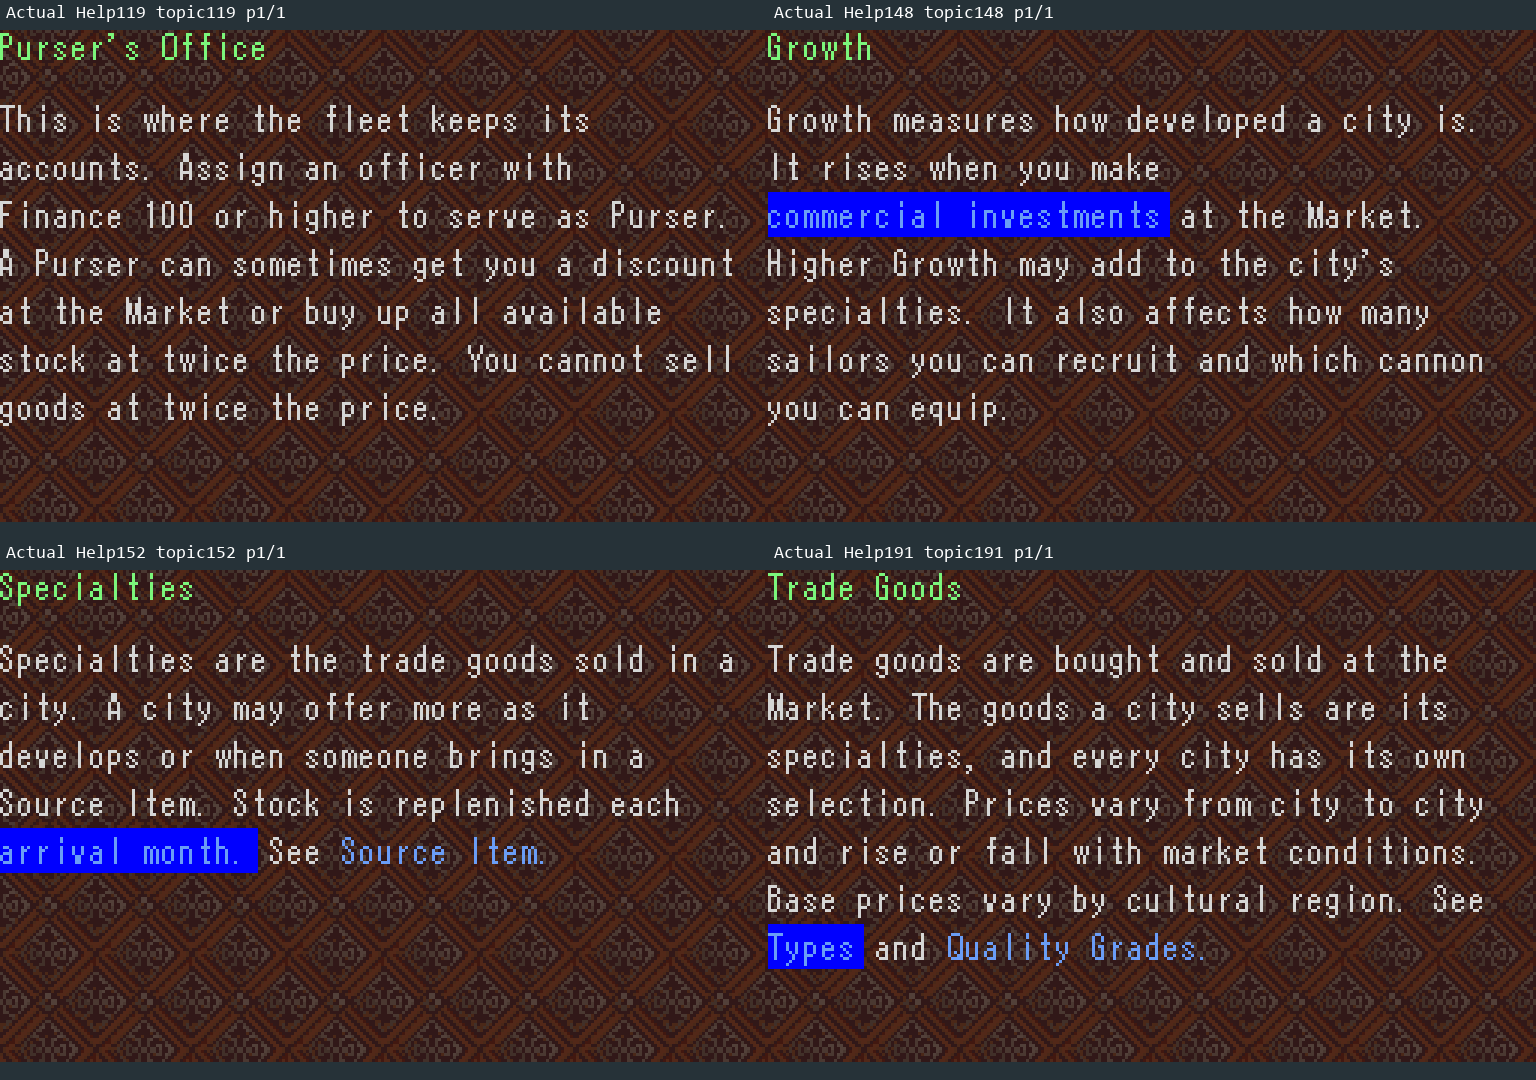 Actual Help119 topic119 p1/1
Purser's Office
This is where the fleet keeps its
accounts. Assign an officer with
Finance 100 or higher to serve as Purser.
A Purser can sometimes get you a discount
at the Market or buy up all available
stock at twice the price. You cannot sell
goods at twice the price.
Actual Help148 topic148 p1/1
Growth
Growth measures how developed a city is.
It rises when you make
commercial investments at the Market.
Higher Growth may add to the city's
specialties. It also affects how many
sailors you can recruit and which cannon
you can equip.
Actual Help152 topic152 p1/1
Specialties
Specialties are the trade goods sold in a
city. A city may offer more as it
develops or when someone brings in a
Source Item. Stock is replenished each
arrival month. See Source Item.
Actual Help191 topic191 p1/1
Trade Goods
Trade goods are bought and sold at the
Market. The goods a city sells are its
specialties, and every city has its own
selection. Prices vary from city to city
and rise or fall with market conditions.
Base prices vary by cultural region. See
Types and Quality Grades.